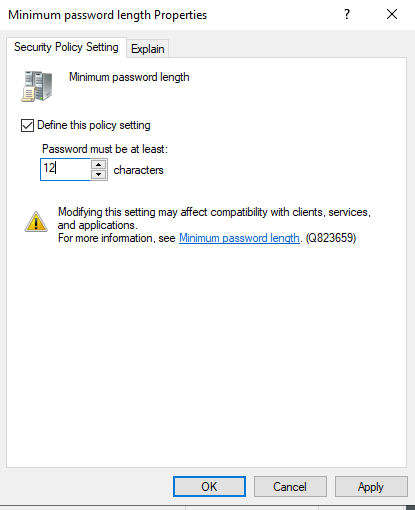 Minimum password length Properties
?
Security Policy Setting
Explain
Minimum password length
Define this policy setting
Password must be at least:
12 characters
Modifying this setting may affect compatibility with clients, services,
and applications.
For more information, see Minimum password length. (Q823659)
OK
Cancel
Apply